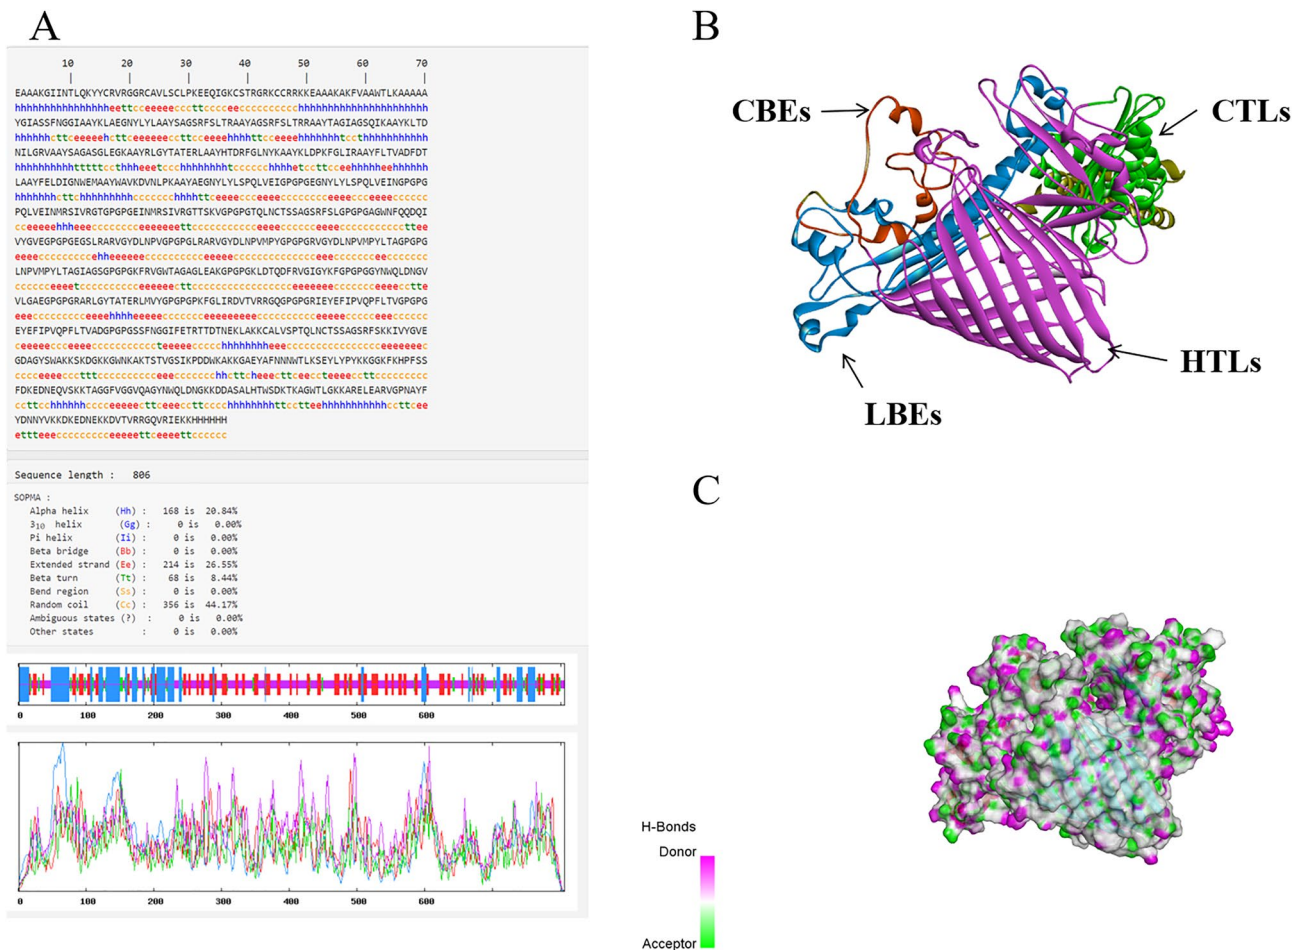 A
10 20 30 40 50 60 70
| | | | | | |
EAAAKGIINTLQKYYCRVRGGRCAVLSCLPKEEQIGKCSTRGRKCCRRKKEAAAKAKFVAAWTLKAAAAA
hhhhhhhhhhhhhhhheettcceeeeecccttcccceecccccccccchhhhhhhhhhhhhhhhhhhhhh
YGIASSFNGGIAAYKLAEGNYLYLAAYSAGSRFSLTRAAYAGSRFSLTRRAAYTAGIAGSQIKAAYKLTD
hhhhhhcttceeeeehcttceeeeeeccttcceeeehhhhttcceeeehhhhhhhtcchhhhhhhhhhhh
NILGRVAAYSAGASGLEGKAAYRLGYTATERLAAYHTDRFGLNYKAAYKLDPKFGLIRAAYFLTVADFDT
LAAYFELDIGNWEMAAYWAVKDVNLPKAAYAEGNYLYLSPQLVEIGPGPGEGNYLYLSPQLVEINGPGPG
PQLVEINMRSIVRGTGPGPGEINMRSIVRGTTSKVGPGPGTQLNCTSSAGSRFSLGPGPGAGWNFQQDQI
VYGVEGPGPGEGSLRARVGYDLNPVGPGPGLRARVGYDLNPVMPYGPGPGRVGYDLNPVMPYLTAGPGPG
LNPVMPYLTAGIAGSGPGPGKFRVGWTAGAGLEAKGPGPGKLDTQDFRVGIGYKFGPGPGGYNWQLDNGV
VLGAEGPGPGRARLGYTATERLMVYGPGPGPKFGLIRDVTVRRGQGPGPGRIEYEFIPVQPFLTVGPGPG
EYEFIPVQPFLTVADGPGPGSSFNGGIFETRTTDTNEKLAKKCALVSPTQLNCTSSAGSRFSKKIVYGVE
GDAGYSWAKKSKDGKKGWNKAKTSTVGSIKPDDWKAKKGAEYAFNNNWTLKSEYLYPYKKGGKFKHPFSS
FDKEDNEQVSKKTAGGFVGGVQAGYNWQLDNGKKDDASALHTWSDKTKAGWTLGKKARELEARVGPNAYF
YDNNYVKKDKEDNEKKDVTVRRGQVRIEKKHHHHHH
ettteeecccccccccceeeeettceeeettcccccc
Sequence length : 806
SOPMA :
Alpha helix (Hh) : 168 is 20.84%
3₁₀ helix (Gg) : 0 is 0.00%
Pi helix (Ii) : 0 is 0.00%
Beta bridge (Bb) : 0 is 0.00%
Extended strand (Ee) : 214 is 26.55%
Beta turn (Tt) : 68 is 8.44%
Bend region (Ss) : 0 is 0.00%
Random coil (Cc) : 356 is 44.17%
Ambiguous states (?) : 0 is 0.00%
Other states : 0 is 0.00%
0 100 200 300 400 500 600
0 100 200 300 400 500 600
B
CBEs
CTLs
HTLs
LBEs
C
H-Bonds
Donor
Acceptor